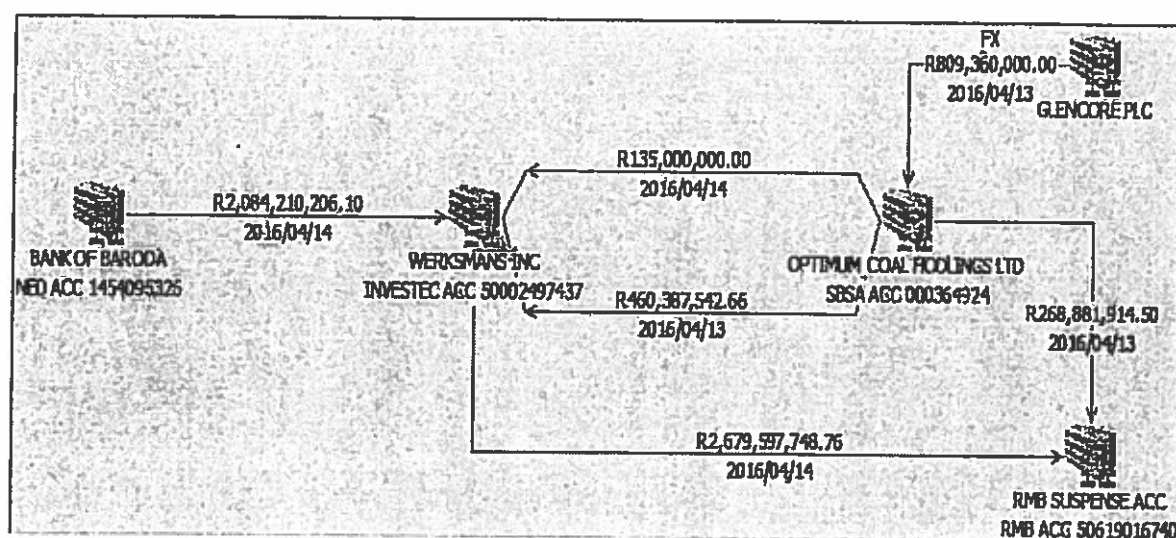 FX
R809,360,000.00
2016/04/13
GLENCORE PLC
R135,000,000.00
2016/04/14
R2,084,210,206.10
2016/04/14
BANK OF BARODA
NED ACC 1454095326
WERKSMANS INC
INVESTEC ACC 50002497437
OPTIMUM COAL HOLDINGS LTD
SBSA ACC 000364924
R460,387,542.66
2016/04/13
R268,881,914.50
2016/04/13
R2,679,597,748.76
2016/04/14
RMB SUSPENSE ACC
RMB ACC 50619016740